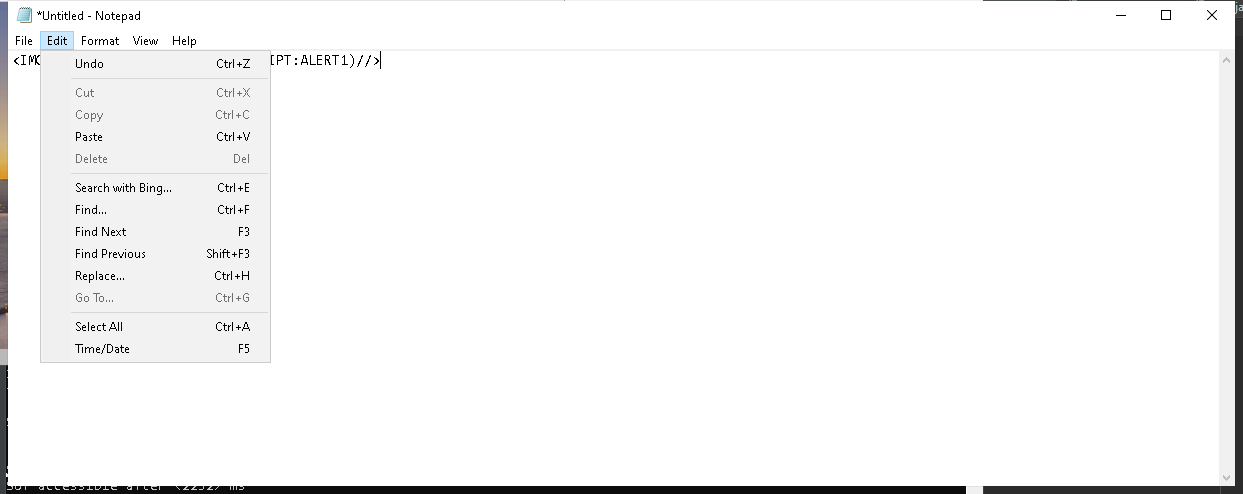 *Untitled - Notepad
File Edit Format View Help
<IM IPT:ALERT1)//>
Undo Ctrl+Z
Cut Ctrl+X
Copy Ctrl+C
Paste Ctrl+V
Delete Del
Search with Bing... Ctrl+E
Find... Ctrl+F
Find Next F3
Find Previous Shift+F3
Replace... Ctrl+H
Go To... Ctrl+G
Select All Ctrl+A
Time/Date F5
accessible after <2232> ms